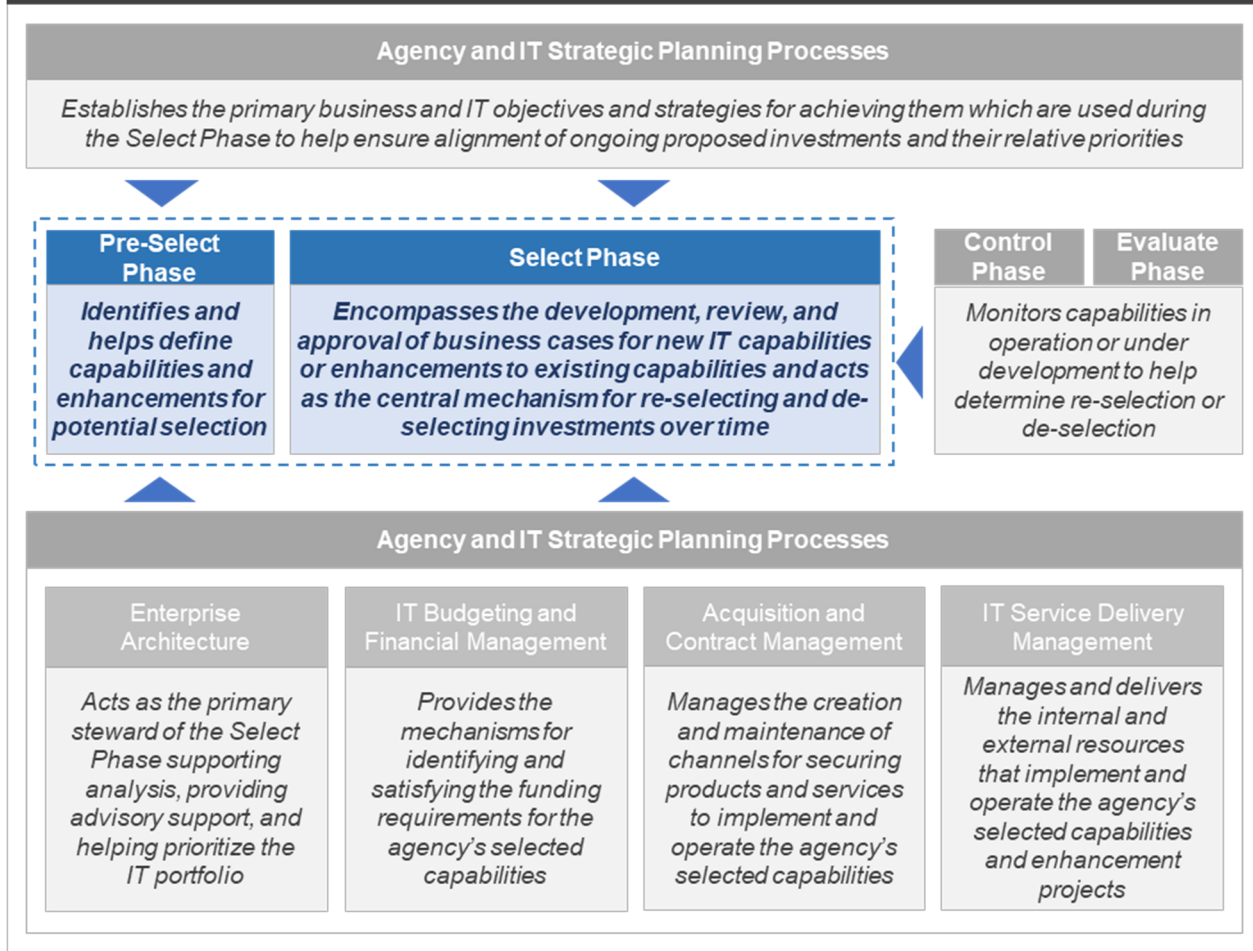 Agency and IT Strategic Planning Processes
Establishes the primary business and IT objectives and strategies for achieving them which are used during
the Select Phase to help ensure alignment of ongoing proposed investments and their relative priorities
Pre-Select
Phase
Identifies and
helps define
capabilities and
enhancements for
potential selection
Select Phase
Encompasses the development, review, and
approval of business cases for new IT capabilities
or enhancements to existing capabilities and acts
as the central mechanism for re-selecting and de-
selecting investments over time
Control
Phase
Evaluate
Phase
Monitors capabilities in
operation or under
development to help
determine re-selection or
de-selection
Agency and IT Strategic Planning Processes
Enterprise
Architecture
Acts as the primary
steward of the Select
Phase supporting
analysis, providing
advisory support, and
helping prioritize the
IT portfolio
IT Budgeting and
Financial Management
Provides the
mechanisms for
identifying and
satisfying the funding
requirements for the
agency's selected
capabilities
Acquisition and
Contract Management
Manages the creation
and maintenance of
channels for securing
products and services
to implement and
operate the agency's
selected capabilities
IT Service Delivery
Management
Manages and delivers
the internal and
external resources
that implement and
operate the agency's
selected capabilities
and enhancement
projects